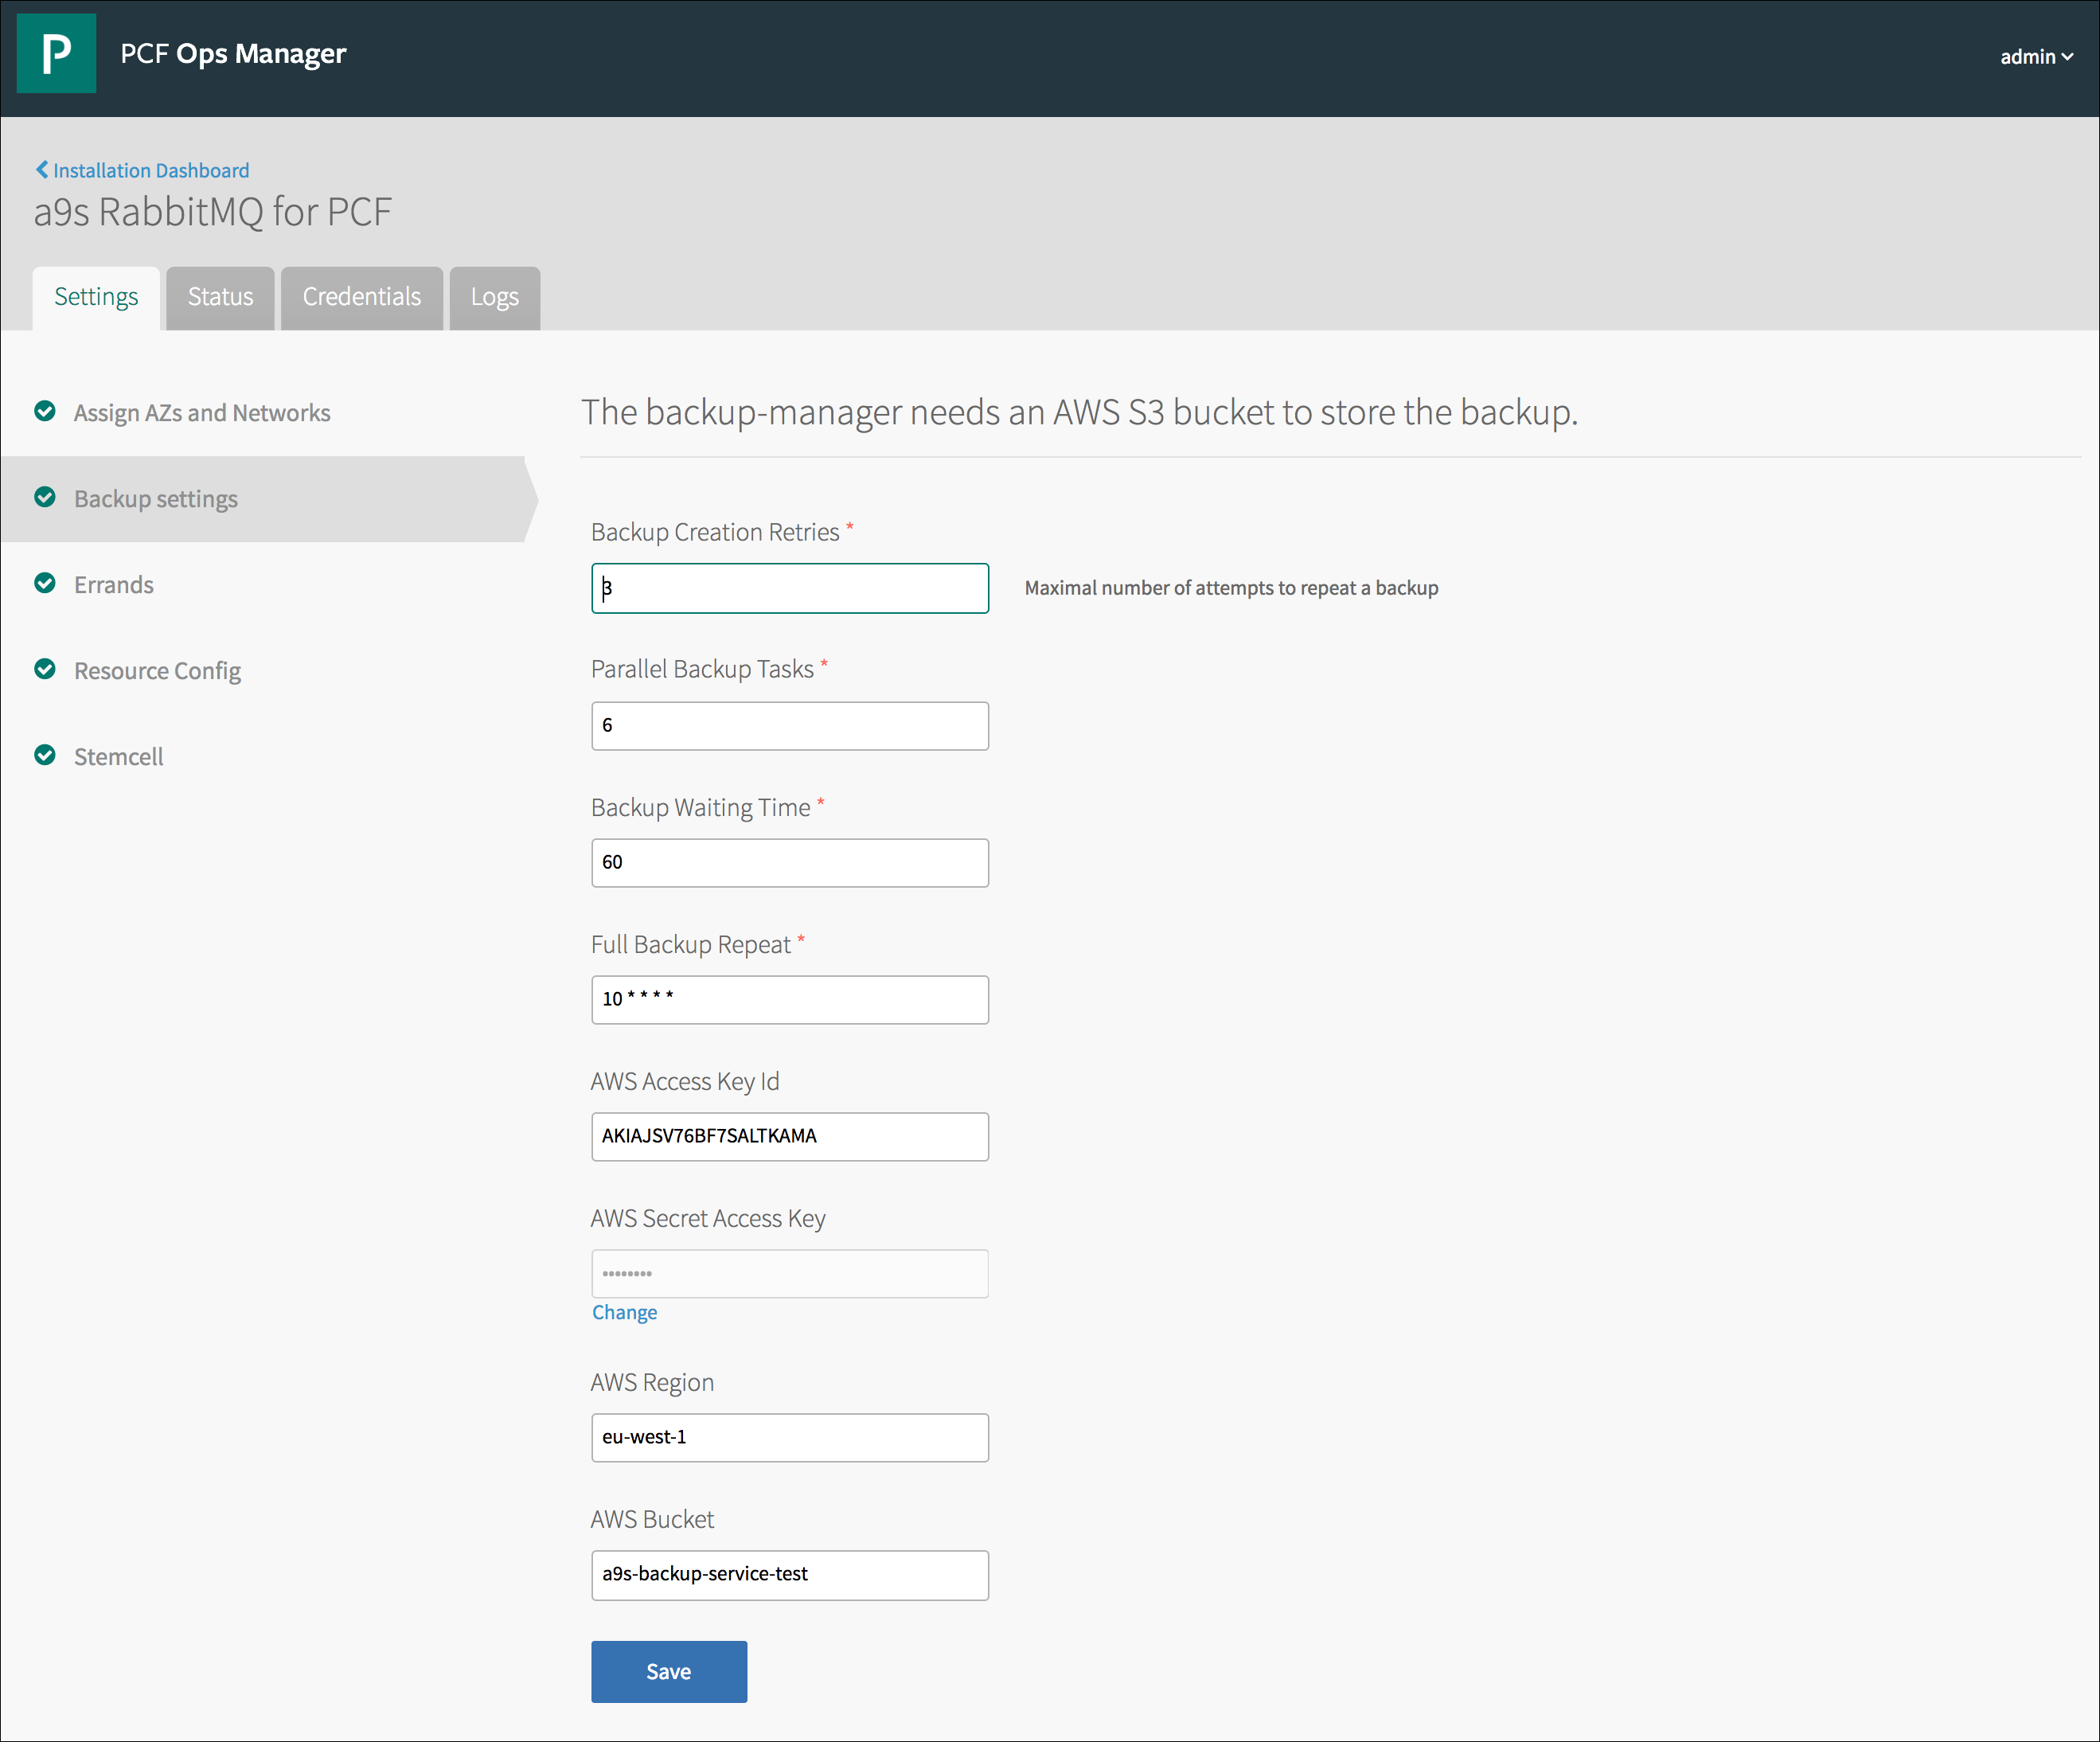 P
PCF Ops Manager
admin
Installation Dashboard
a9s RabbitMQ for PCF
Settings
Status
Credentials
Logs
Assign AZs and Networks
Backup settings
Errands
Resource Config
Stemcell
The backup-manager needs an AWS S3 bucket to store the backup.
Backup Creation Retries *
3
Maximal number of attempts to repeat a backup
Parallel Backup Tasks *
6
Backup Waiting Time *
60
Full Backup Repeat *
10 * * * *
AWS Access Key Id
AKIAJSV76BF7SALTKAMA
AWS Secret Access Key
••••••••
Change
AWS Region
eu-west-1
AWS Bucket
a9s-backup-service-test
Save